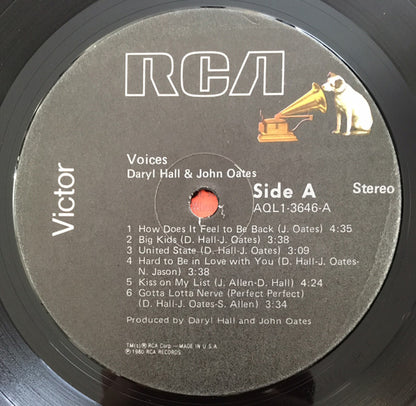 RCA
Victor
Voices
Daryl Hall & John Oates
Side A
Stereo
AQL1-3646-A
1 How Does It Feel to Be Back (J. Oates) 4:35
2 Big Kids (D. Hall-J. Oates) 3:38
3 United State (D. Hall-J. Oates) 3:09
4 Hard to Be in Love with You (D. Hall-J. Oates-
N. Jason) 3:38
5 Kiss on My List (J. Allen-D. Hall) 4:24
6 Gotta Lotta Nerve (Perfect Perfect)
(D. Hall-J. Oates-S. Allen) 3:34
Produced by Daryl Hall and John Oates
TM(s) ® RCA Corp.—MADE IN U.S.A.
℗ 1980 RCA RECORDS